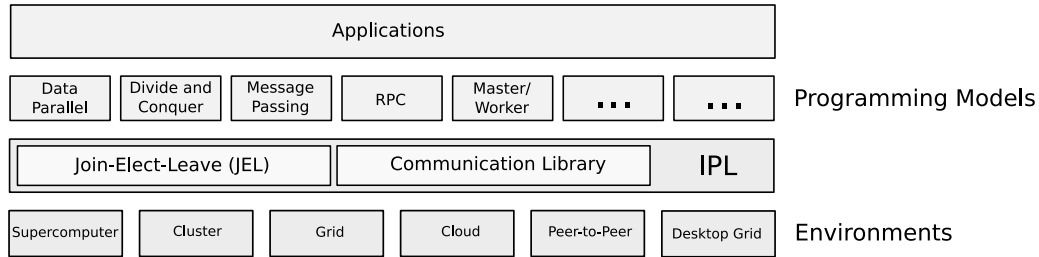 Applications
Data
Parallel
Divide and
Conquer
Message
Passing
RPC
Master/
Worker
...
...
Programming Models
Join-Elect-Leave (JEL)
Communication Library
IPL
Supercomputer
Cluster
Grid
Cloud
Peer-to-Peer
Desktop Grid
Environments